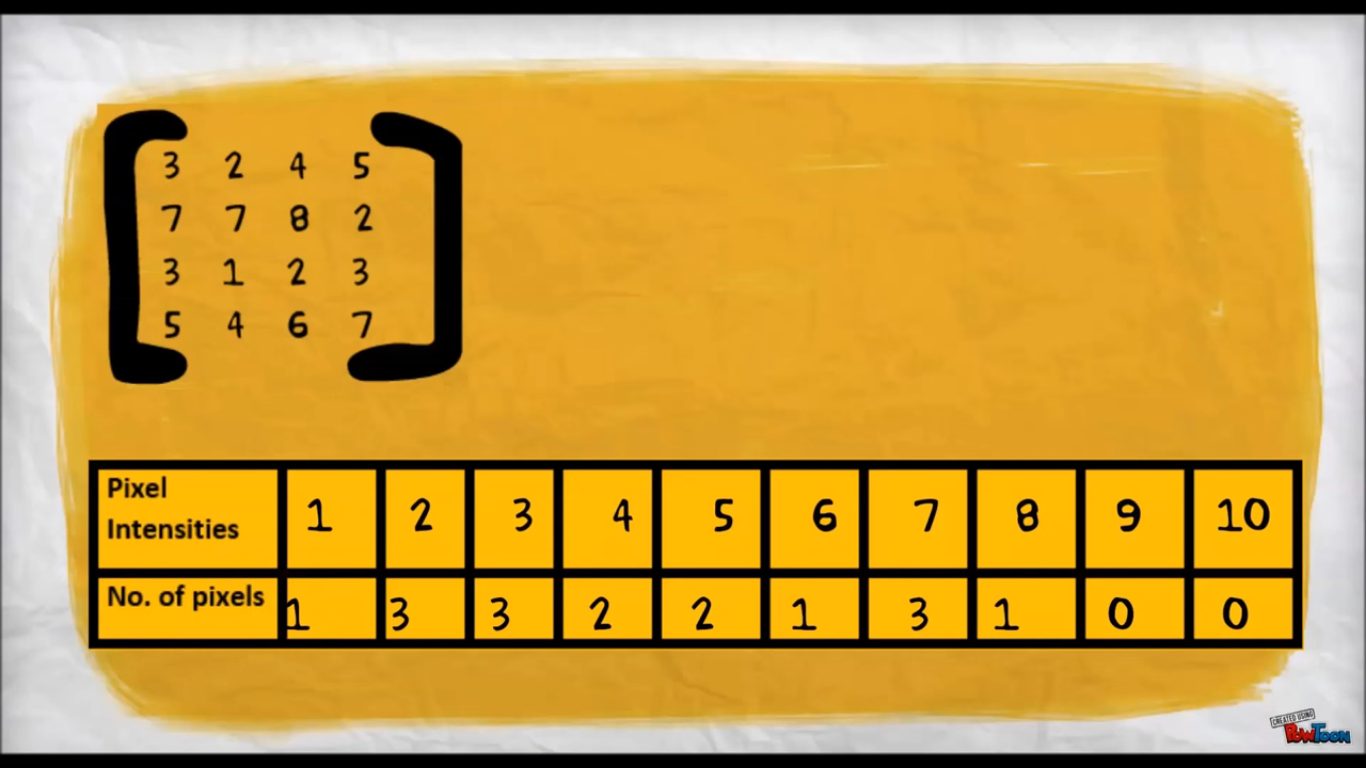 3 2 4 5
7 7 8 2
3 1 2 3
5 4 6 7
Pixel
Intensities 1 2 3 4 5 6 7 8 9 10
No. of pixels 1 3 3 2 2 1 3 1 0 0
CREATED USING
POWTOON